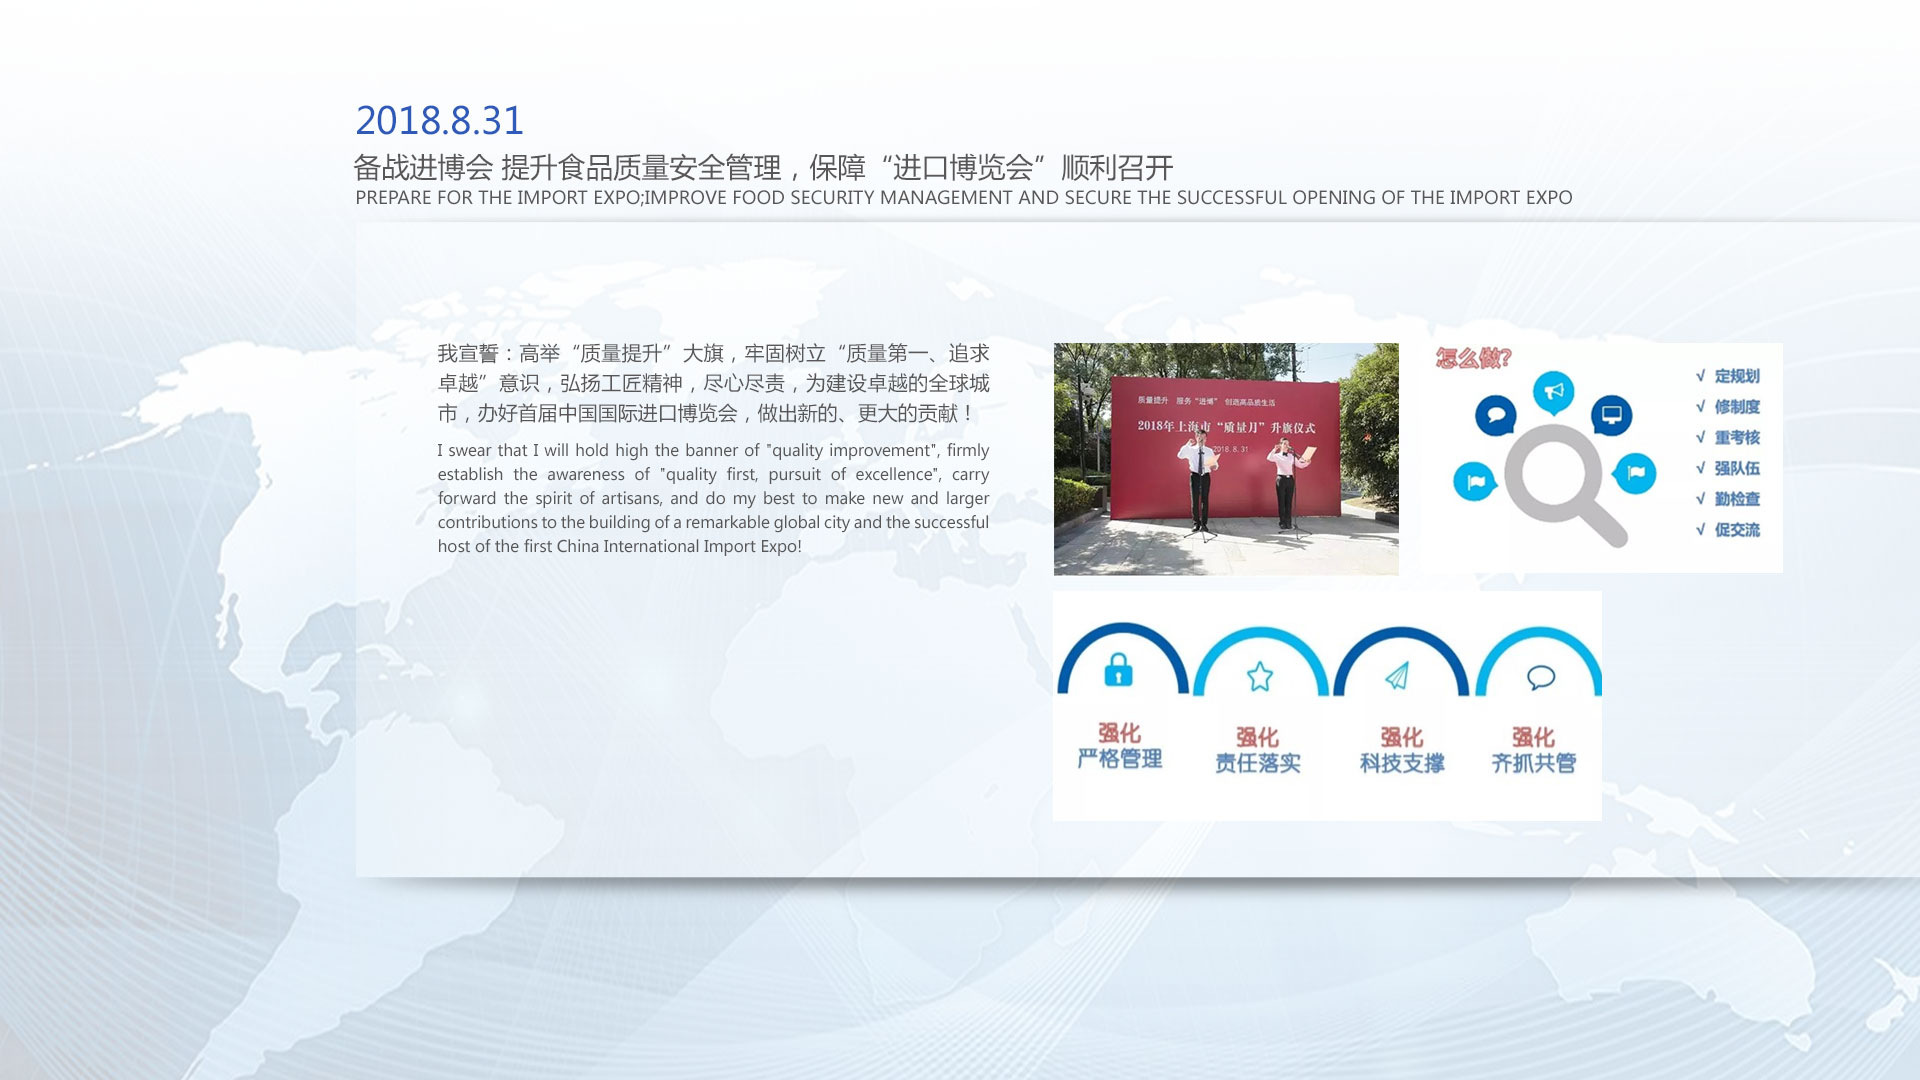 2018.8.31
备战进博会 提升食品质量安全管理，保障“进口博览会”顺利召开
PREPARE FOR THE IMPORT EXPO;IMPROVE FOOD SECURITY MANAGEMENT AND SECURE THE SUCCESSFUL OPENING OF THE IMPORT EXPO
我宣誓：高举“质量提升”大旗，牢固树立“质量第一、追求
卓越”意识，弘扬工匠精神，尽心尽责，为建设卓越的全球城
市，办好首届中国国际进口博览会，做出新的、更大的贡献！
I swear that I will hold high the banner of "quality improvement", firmly
establish the awareness of "quality first, pursuit of excellence", carry
forward the spirit of artisans, and do my best to make new and larger
contributions to the building of a remarkable global city and the successful
host of the first China International Import Expo!
质量提升 服务“进博” 创造高品质生活
2018年上海市“质量月”升旗仪式
2018.8.31
怎么做?
√ 定规划
√ 修制度
√ 重考核
√ 强队伍
√ 勤检查
√ 促交流
强化
严格管理
强化
责任落实
强化
科技支撑
强化
齐抓共管